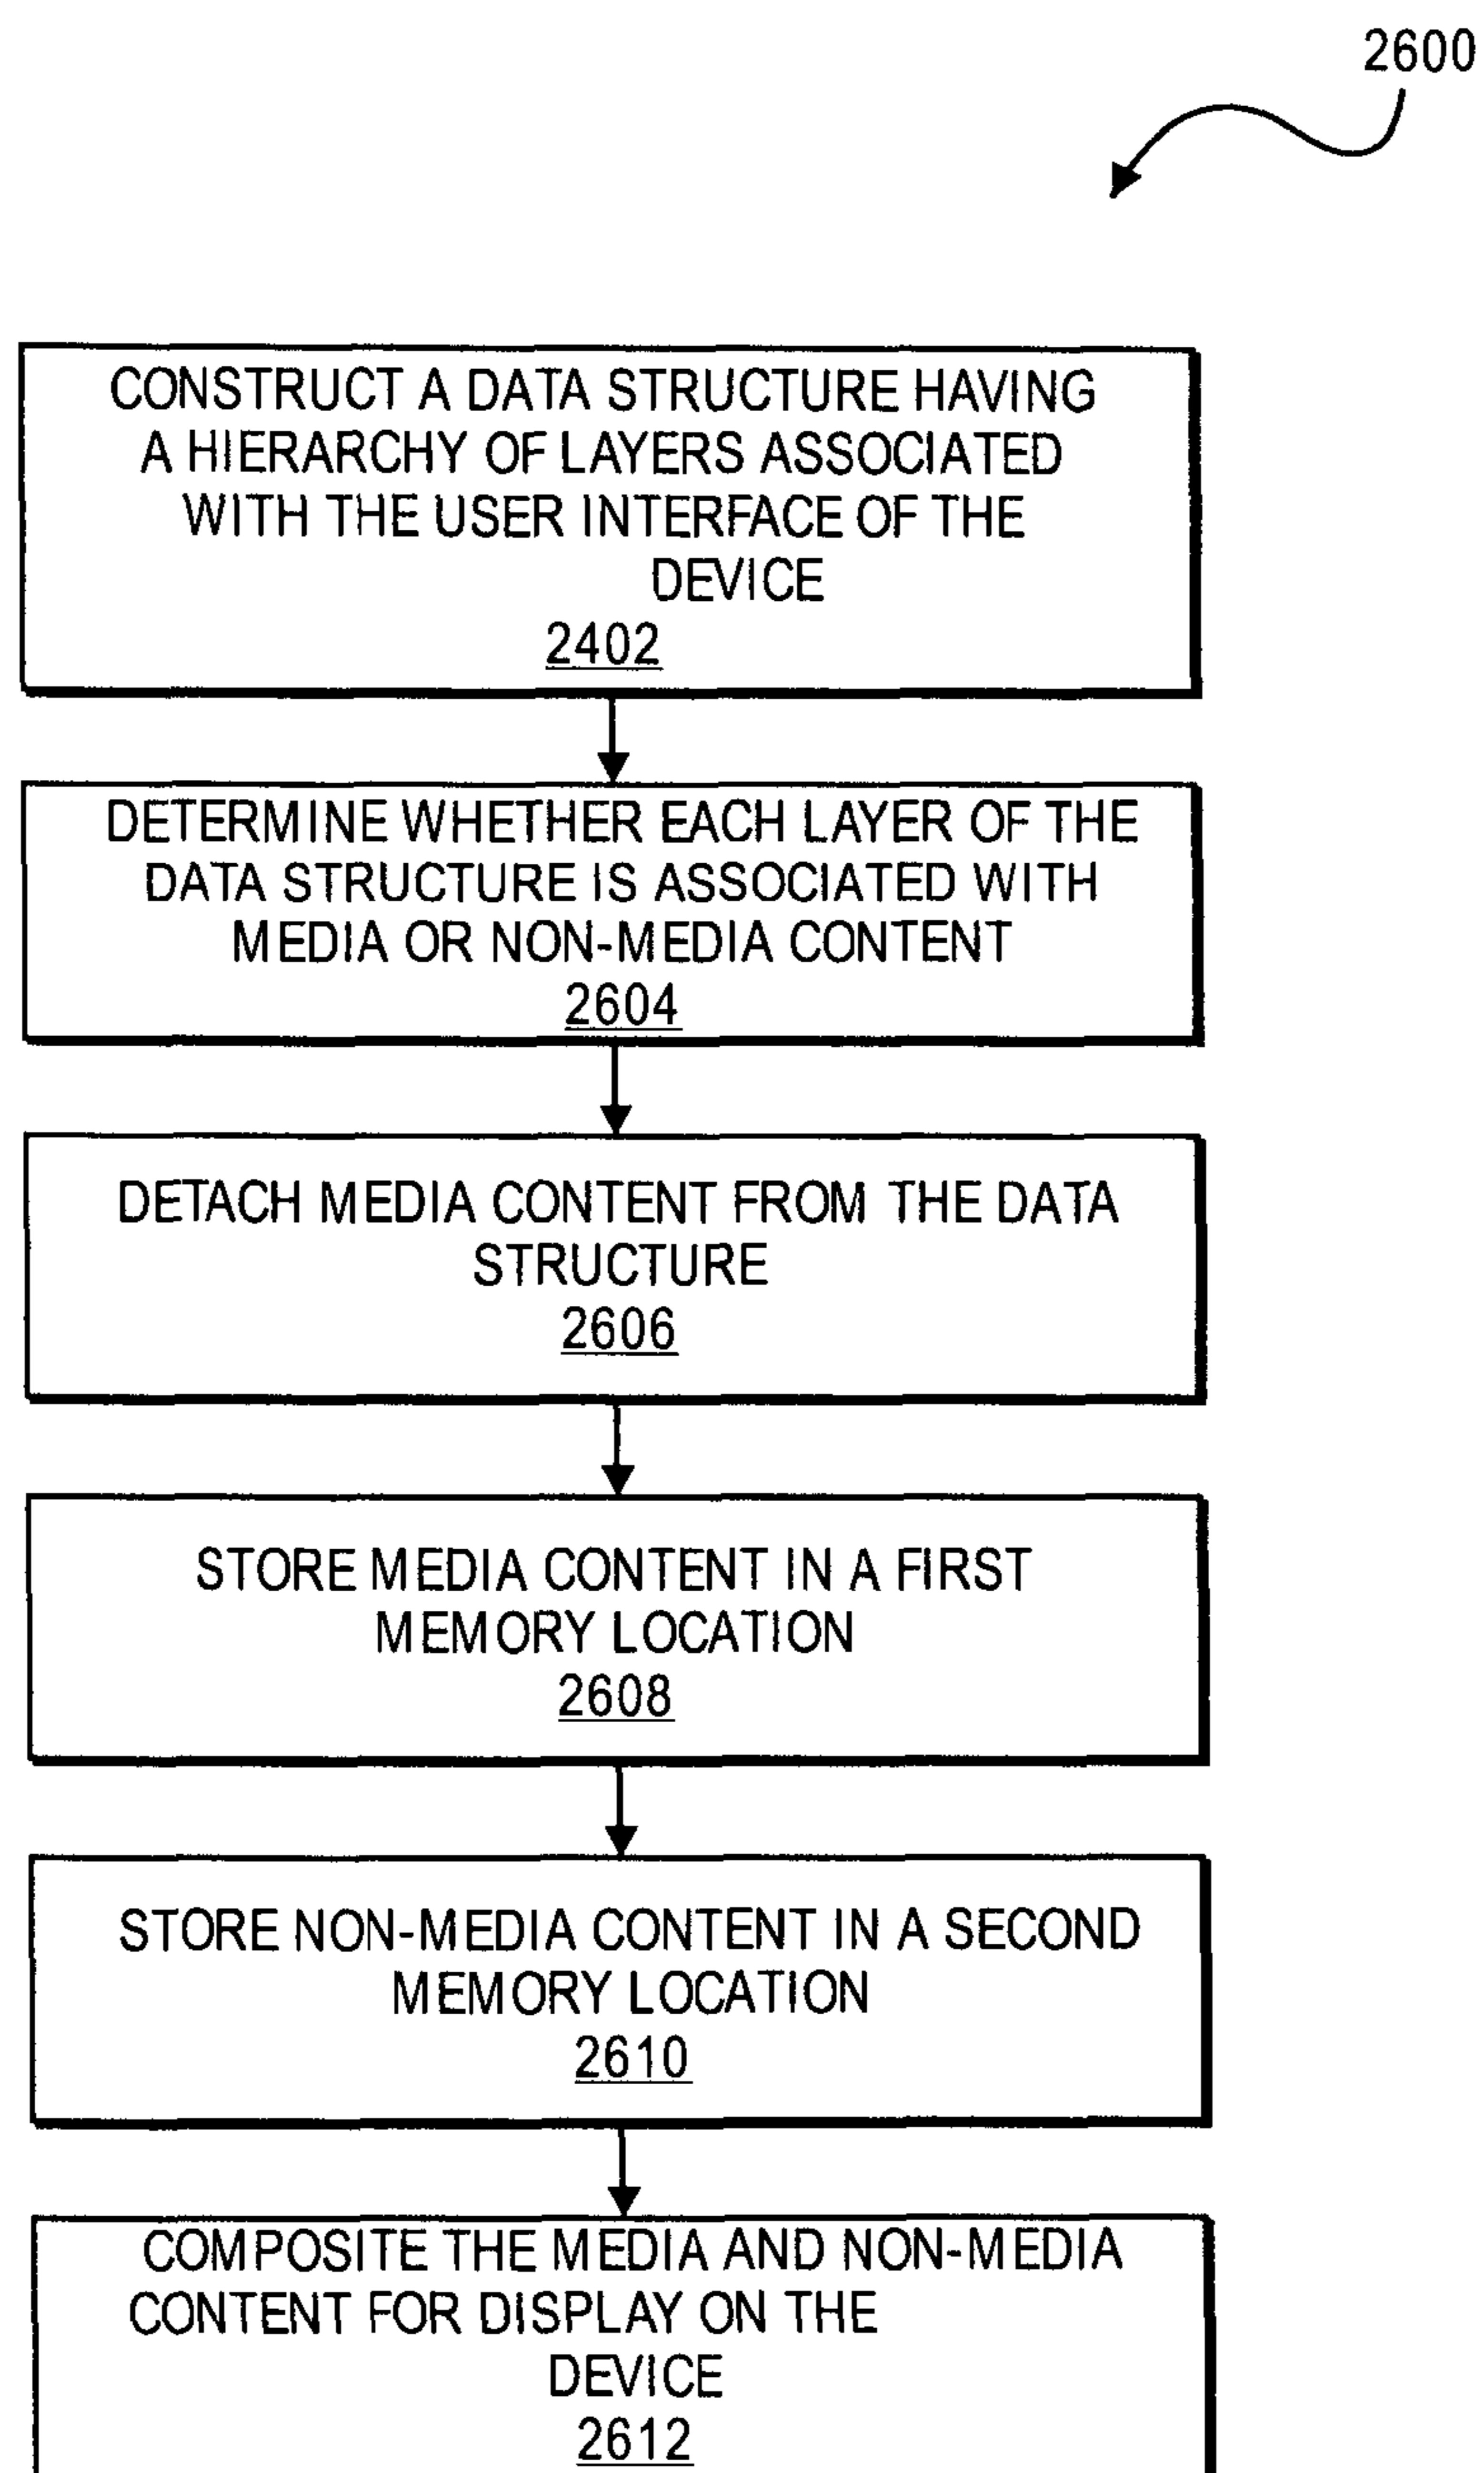 2600
CONSTRUCT A DATA STRUCTURE HAVING
A HIERARCHY OF LAYERS ASSOCIATED
WITH THE USER INTERFACE OF THE
DEVICE
2402
DETERMINE WHETHER EACH LAYER OF THE
DATA STRUCTURE IS ASSOCIATED WITH
MEDIA OR NON-MEDIA CONTENT
2604
DETACH MEDIA CONTENT FROM THE DATA
STRUCTURE
2606
STORE MEDIA CONTENT IN A FIRST
MEMORY LOCATION
2608
STORE NON-MEDIA CONTENT IN A SECOND
MEMORY LOCATION
2610
COMPOSITE THE MEDIA AND NON-MEDIA
CONTENT FOR DISPLAY ON THE
DEVICE
2612